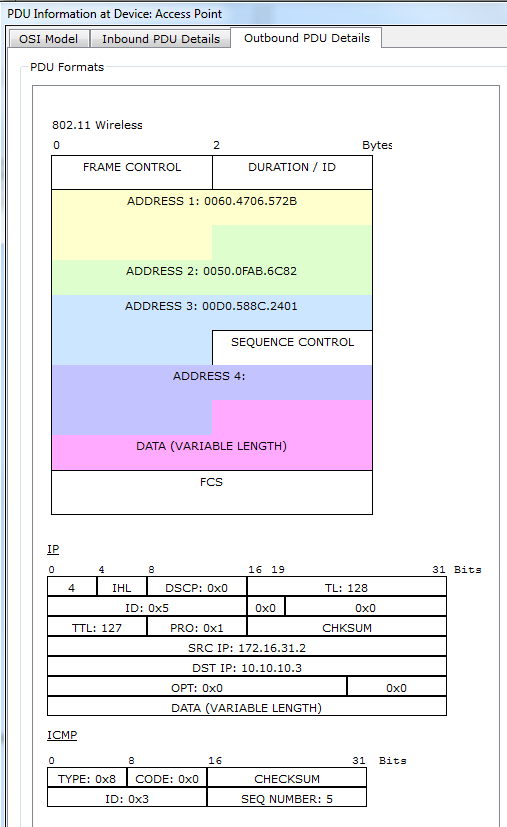 PDU Information at Device: Access Point
OSI Model Inbound PDU Details Outbound PDU Details
PDU Formats
802.11 Wireless
0 2 Bytes
FRAME CONTROL DURATION / ID
ADDRESS 1: 0060.4706.572B
ADDRESS 2: 0050.0FAB.6C82
ADDRESS 3: 00D0.588C.2401
SEQUENCE CONTROL
ADDRESS 4:
DATA (VARIABLE LENGTH)
FCS
IP
0 4 8 16 19 31 Bits
4 IHL DSCP: 0x0 TL: 128
ID: 0x5 0x0 0x0
TTL: 127 PRO: 0x1 CHKSUM
SRC IP: 172.16.31.2
DST IP: 10.10.10.3
OPT: 0x0 0x0
DATA (VARIABLE LENGTH)
ICMP
0 8 16 31 Bits
TYPE: 0x8 CODE: 0x0 CHECKSUM
ID: 0x3 SEQ NUMBER: 5